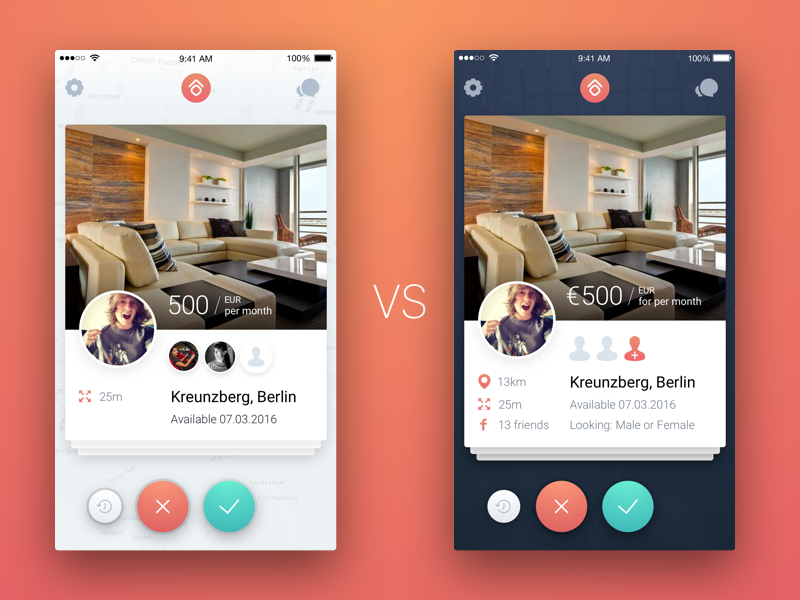 9:41 AM
100%
Clifton
500 / EUR
per month
25m
Kreunzberg, Berlin
Available 07.03.2016
VS
9:41 AM
100%
€500 / EUR
for per month
13km
Kreunzberg, Berlin
25m
Available 07.03.2016
13 friends
Looking: Male or Female